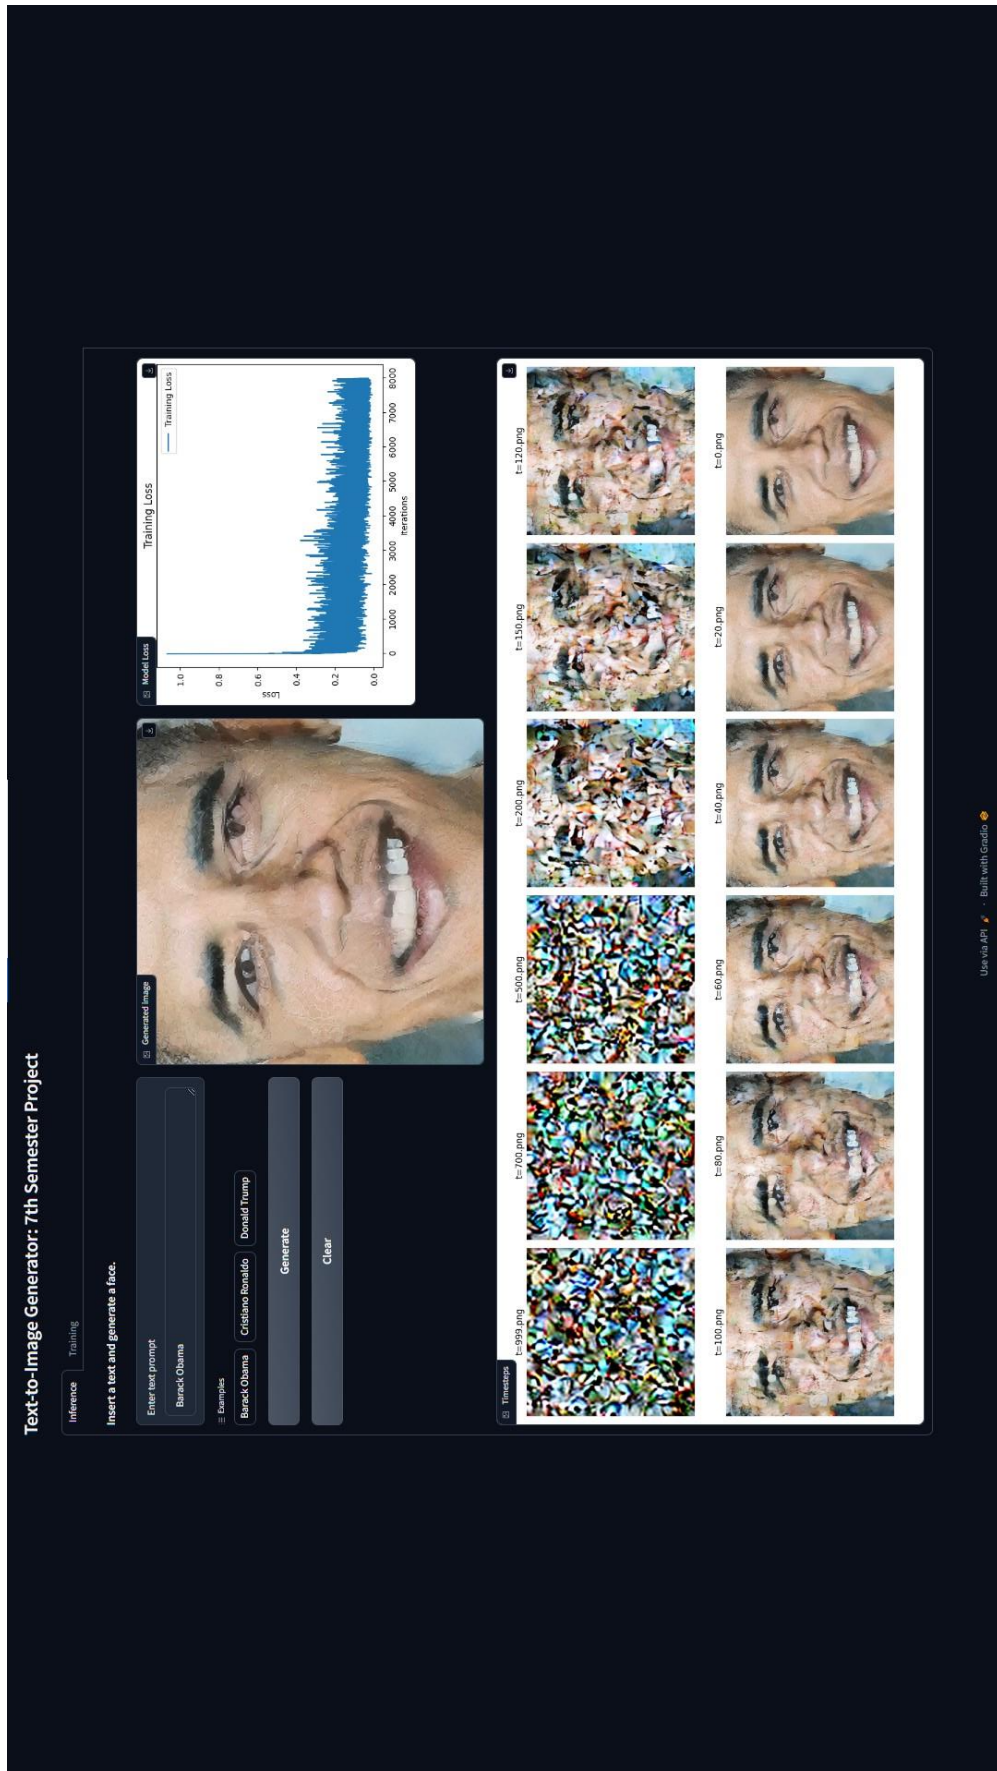 Text-to-Image Generator: 7th Semester Project
Inference
Training
Insert a text and generate a face.
Enter text prompt
Barack Obama
Examples
Barack Obama
Cristiano Ronaldo
Donald Trump
Generate
Clear
Generated Image
Model Loss
Training Loss
Training Loss
Loss
1.0
0.8
0.6
0.4
0.2
0.0
0 1000 2000 3000 4000 5000 6000 7000 8000
Iterations
Timesteps
t=999.png t=700.png t=500.png t=200.png t=150.png t=120.png
t=100.png t=80.png t=60.png t=40.png t=20.png t=0.png
Use via API · Built with Gradio